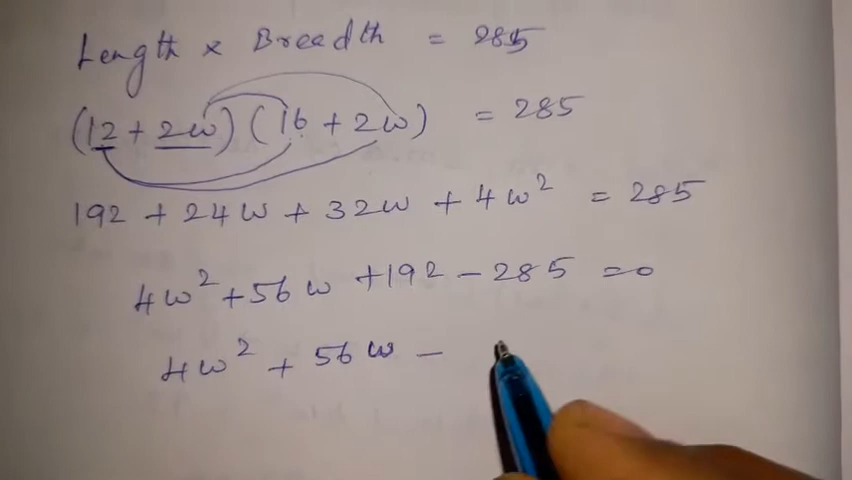 Length × Breadth = 285
(12 + 2w) (16 + 2w) = 285
192 + 24w + 32w + 4w² = 285
4w² + 56w + 192 - 285 = 0
4w² + 56w -